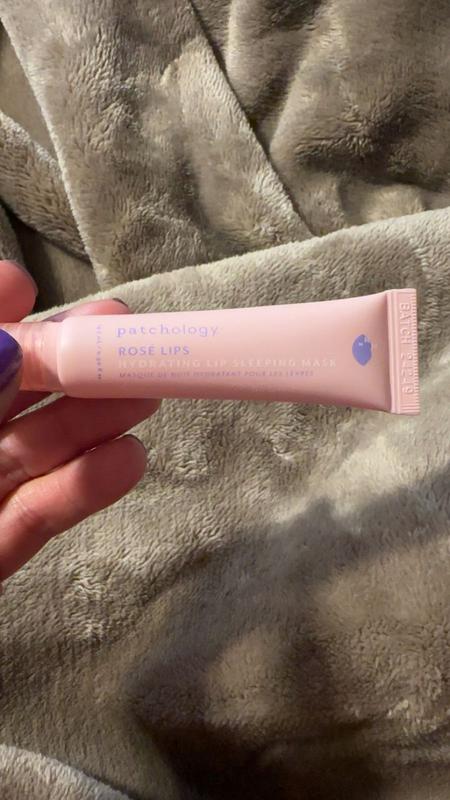 patchology
ROSÉ LIPS
HYDRATING LIP SLEEPING MASK
MASQUE DE NUIT HYDRATANT POUR LES LÈVRES
BATCH